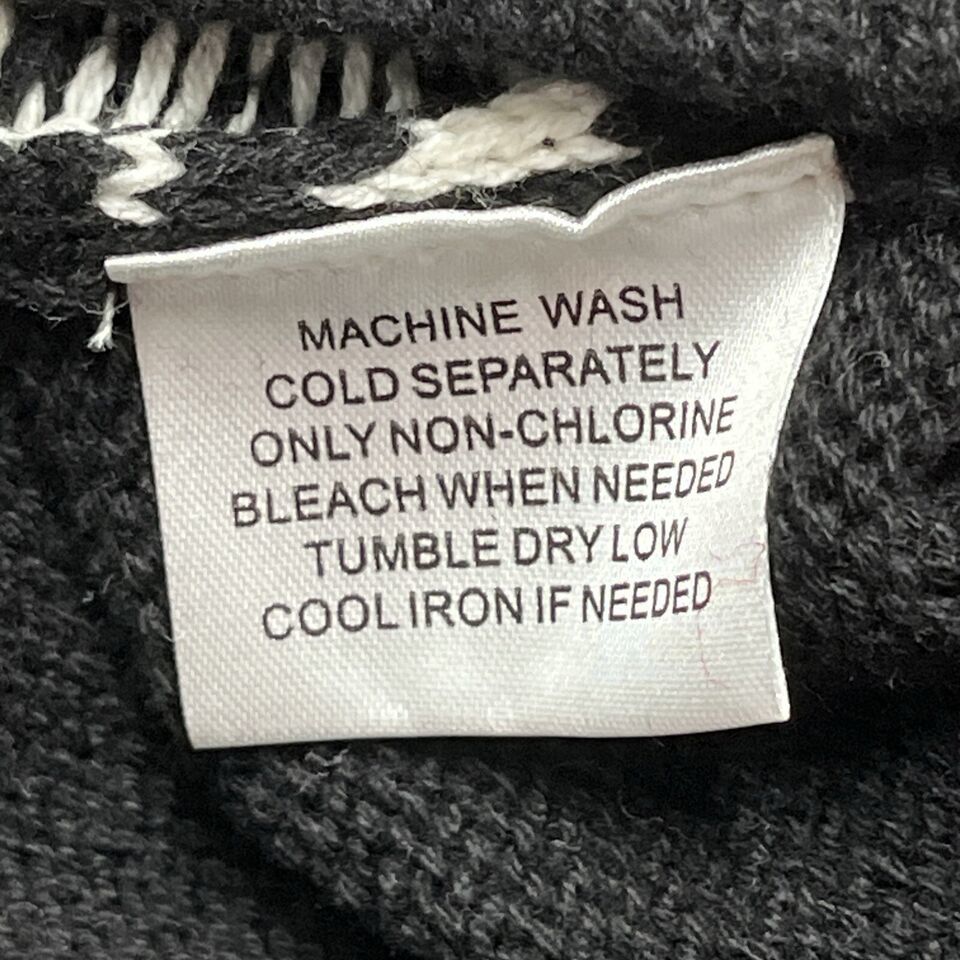 MACHINE WASH
COLD SEPARATELY
ONLY NON-CHLORINE
BLEACH WHEN NEEDED
TUMBLE DRY LOW
COOL IRON IF NEEDED